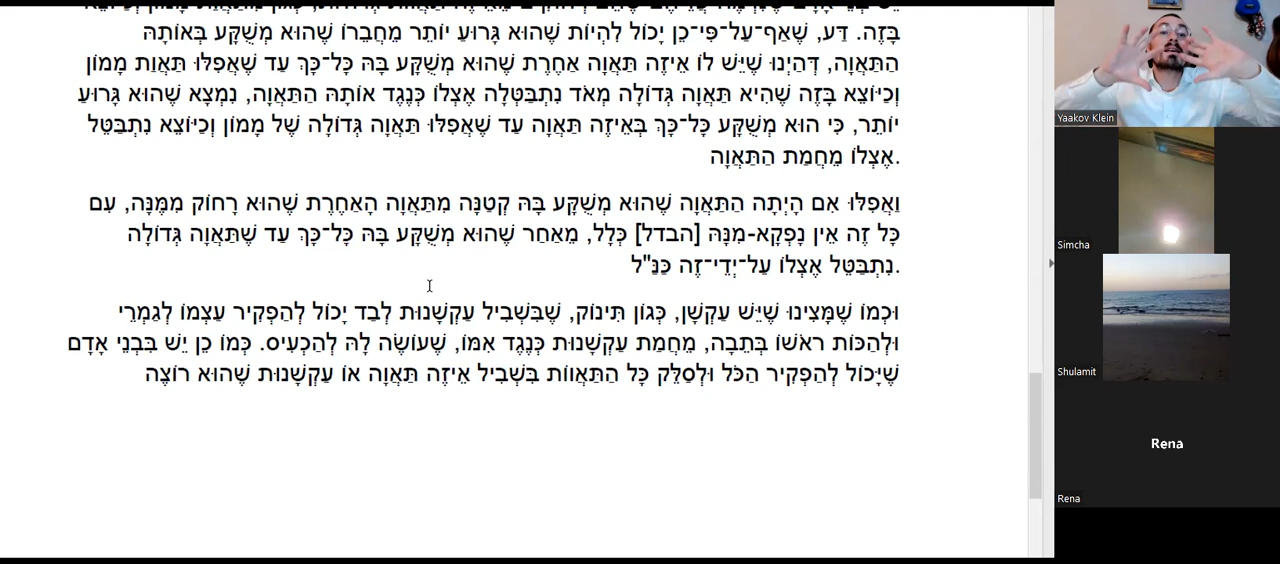 בָּזֶה. דַּע, שֶׁאַף־עַל־פִּי־כֵן יָכוֹל לִהְיוֹת שֶׁהוּא גָּרוּעַ יוֹתֵר מֵחֲבֵרוֹ שֶׁהוּא מְשֻׁקָּע בְּאוֹתָהּ
הַתַּאֲוָה, דְּהַיְנוּ שֶׁיֵּשׁ לוֹ אֵיזֶה תַּאֲוָה אַחֶרֶת שֶׁהוּא מְשֻׁקָּע בָּהּ כָּל־כָּךְ עַד שֶׁאֲפִלּוּ תַּאֲוַת מָמוֹן
וְכַיּוֹצֵא בָּזֶה שֶׁהִיא תַּאֲוָה גְּדוֹלָה מְאֹד נִתְבַּטְּלָה אֶצְלוֹ כְּנֶגֶד אוֹתָהּ הַתַּאֲוָה, נִמְצָא שֶׁהוּא גָּרוּעַ
יוֹתֵר, כִּי הוּא מְשֻׁקָּע כָּל־כָּךְ בְּאֵיזֶה תַּאֲוָה עַד שֶׁאֲפִלּוּ תַּאֲוָה גְּדוֹלָה שֶׁל מָמוֹן וְכַיּוֹצֵא נִתְבַּטֵּל
.אֶצְלוֹ מֵחֲמַת הַתַּאֲוָה
וַאֲפִלּוּ אִם הָיְתָה הַתַּאֲוָה שֶׁהוּא מְשֻׁקָּע בָּהּ קְטַנָּה מִתַּאֲוָה הָאַחֶרֶת שֶׁהוּא רָחוֹק מִמֶּנָּה, עִם
כָּל זֶה אֵין נָפְקָא-מִנָּהּ [הבדל] כְּלָל, מֵאַחַר שֶׁהוּא מְשֻׁקָּע בָּהּ כָּל־כָּךְ עַד שֶׁתַּאֲוָה גְּדוֹלָה
.נִתְבַּטֵּל אֶצְלוֹ עַל־יְדֵי־זֶה כַּנַּ"ל
וּכְמוֹ שֶׁמָּצִינוּ שֶׁיֵּשׁ עַקְשָׁן, כְּגוֹן תִּינוֹק, שֶׁבִּשְׁבִיל עַקְשָׁנוּת לְבַד יָכוֹל לְהַפְקִיר עַצְמוֹ לְגַמְרֵי
וּלְהַכּוֹת רֹאשׁוֹ בְּתֵבָה, מֵחֲמַת עַקְשָׁנוּת כְּנֶגֶד אִמּוֹ, שֶׁעוֹשֶׂה לָהּ לְהַכְעִיס. כְּמוֹ כֵן יֵשׁ בִּבְנֵי אָדָם
שֶׁיָּכוֹל לְהַפְקִיר הַכֹּל וּלְסַלֵּק כָּל הַתַּאֲווֹת בִּשְׁבִיל אֵיזֶה תַּאֲוָה אוֹ עַקְשָׁנוּת שֶׁהוּא רוֹצֶה
Yaakov Klein
Simcha
Shulamit
Rena
Rena